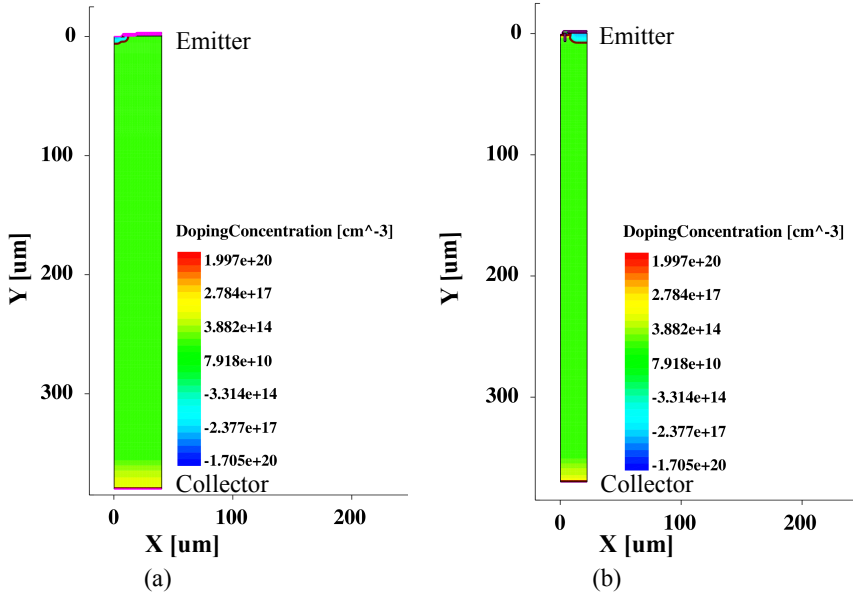 0
Emitter
100
DopingConcentration [cm^-3]
1.997e+20
2.784e+17
3.882e+14
7.918e+10
-3.314e+14
-2.377e+17
-1.705e+20
200
300
Y [um]
Collector
0
200
X [um]
(a)
0
Emitter
100
DopingConcentration [cm^-3]
1.997e+20
2.784e+17
3.882e+14
7.918e+10
-3.314e+14
-2.377e+17
-1.705e+20
200
300
Y [um]
Collector
0
100
200
X [um]
(b)